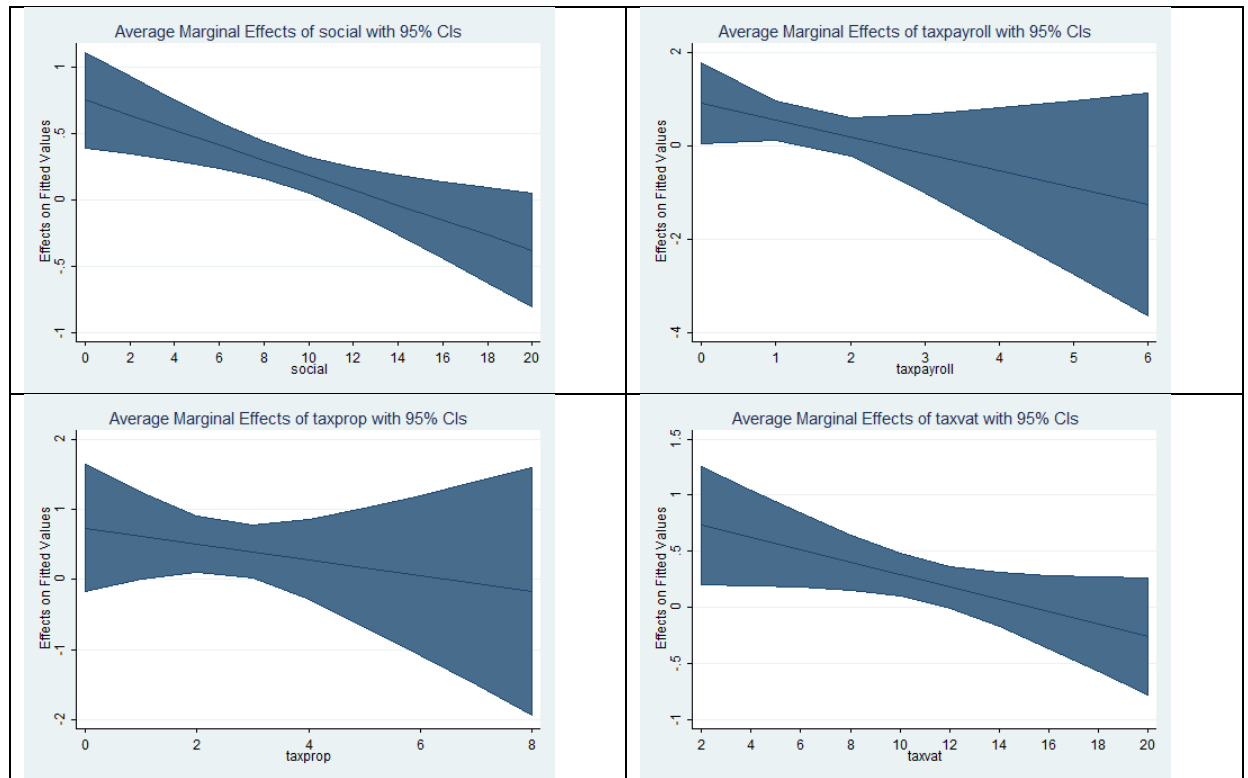 Average Marginal Effects of social with 95% CIs
Effects on Fitted Values
1
.5
0
-.5
-1
0 2 4 6 8 10 12 14 16 18 20
social
Average Marginal Effects of taxpayroll with 95% CIs
Effects on Fitted Values
2
0
-2
-4
0 1 2 3 4 5 6
taxpayroll
Average Marginal Effects of taxprop with 95% CIs
Effects on Fitted Values
2
1
0
-1
-2
0 2 4 6 8
taxprop
Average Marginal Effects of taxvat with 95% CIs
Effects on Fitted Values
1.5
1
.5
0
-.5
-1
2 4 6 8 10 12 14 16 18 20
taxvat